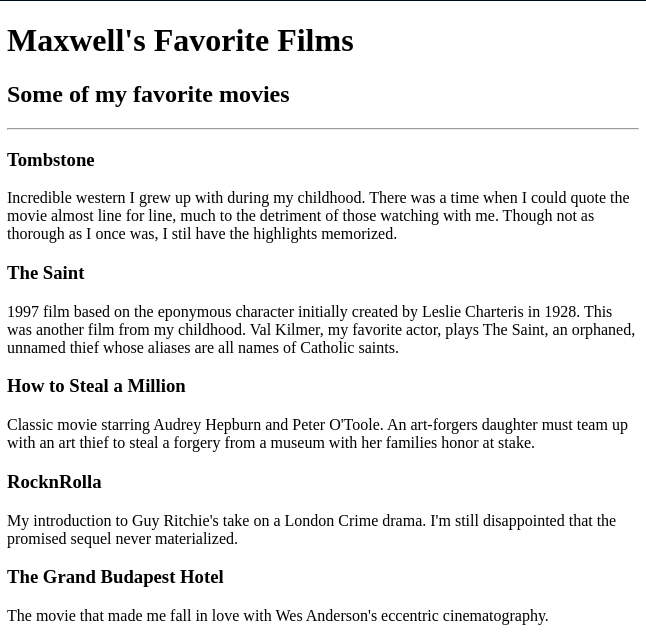 Maxwell's Favorite Films
Some of my favorite movies
Tombstone
Incredible western I grew up with during my childhood. There was a time when I could quote the
movie almost line for line, much to the detriment of those watching with me. Though not as
thorough as I once was, I stil have the highlights memorized.
The Saint
1997 film based on the eponymous character initially created by Leslie Charteris in 1928. This
was another film from my childhood. Val Kilmer, my favorite actor, plays The Saint, an orphaned,
unnamed thief whose aliases are all names of Catholic saints.
How to Steal a Million
Classic movie starring Audrey Hepburn and Peter O'Toole. An art-forgers daughter must team up
with an art thief to steal a forgery from a museum with her families honor at stake.
RocknRolla
My introduction to Guy Ritchie's take on a London Crime drama. I'm still disappointed that the
promised sequel never materialized.
The Grand Budapest Hotel
The movie that made me fall in love with Wes Anderson's eccentric cinematography.